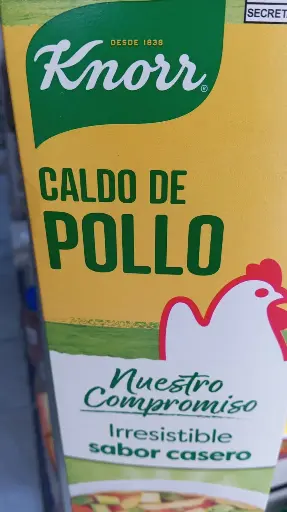 SECRET
DESDE 1838
Knorr®
CALDO DE
POLLO
Nuestro
Compromiso
Irresistible
sabor casero